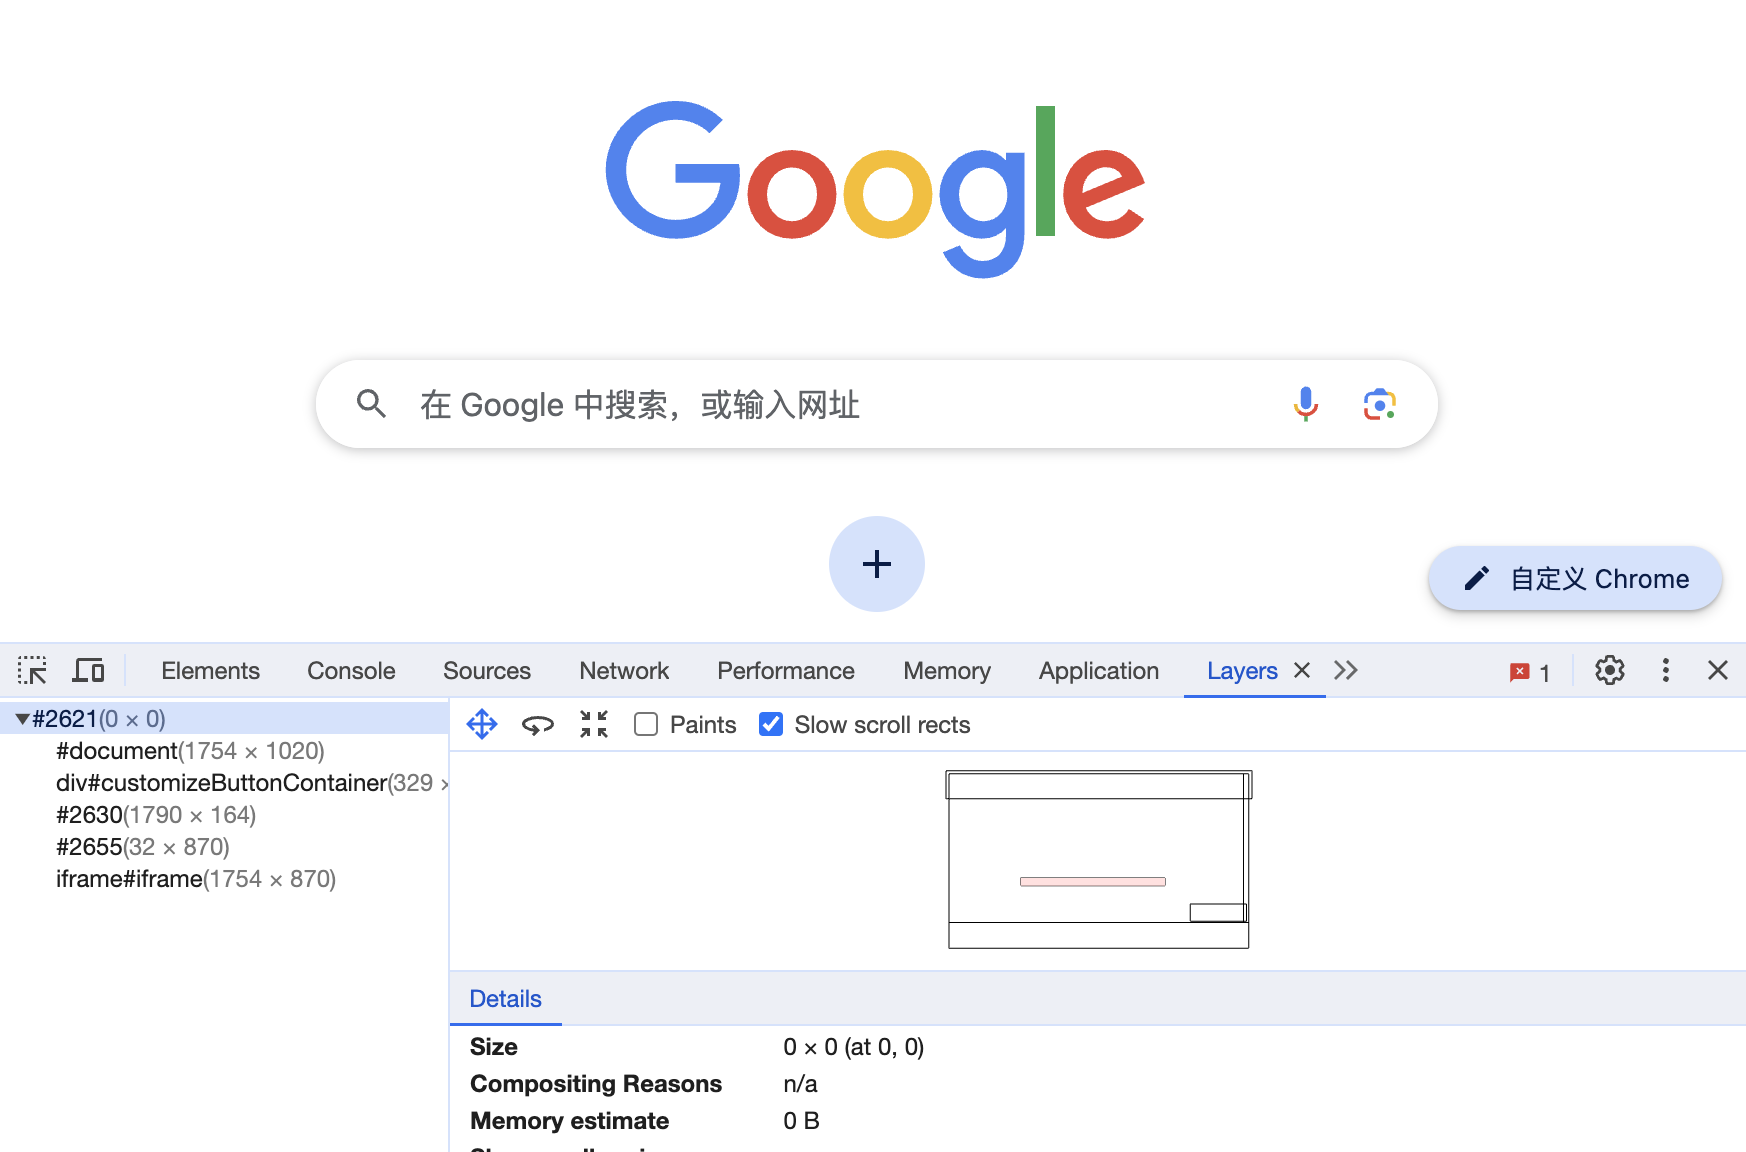 Google
在 Google 中搜索，或输入网址
自定义 Chrome
Elements Console Sources Network Performance Memory Application Layers 1
#2621(0 × 0)
#document(1754 × 1020)
div#customizeButtonContainer(329 ×
#2630(1790 × 164)
#2655(32 × 870)
iframe#iframe(1754 × 870)
Paints Slow scroll rects
Details
Size 0 × 0 (at 0, 0)
Compositing Reasons n/a
Memory estimate 0 B